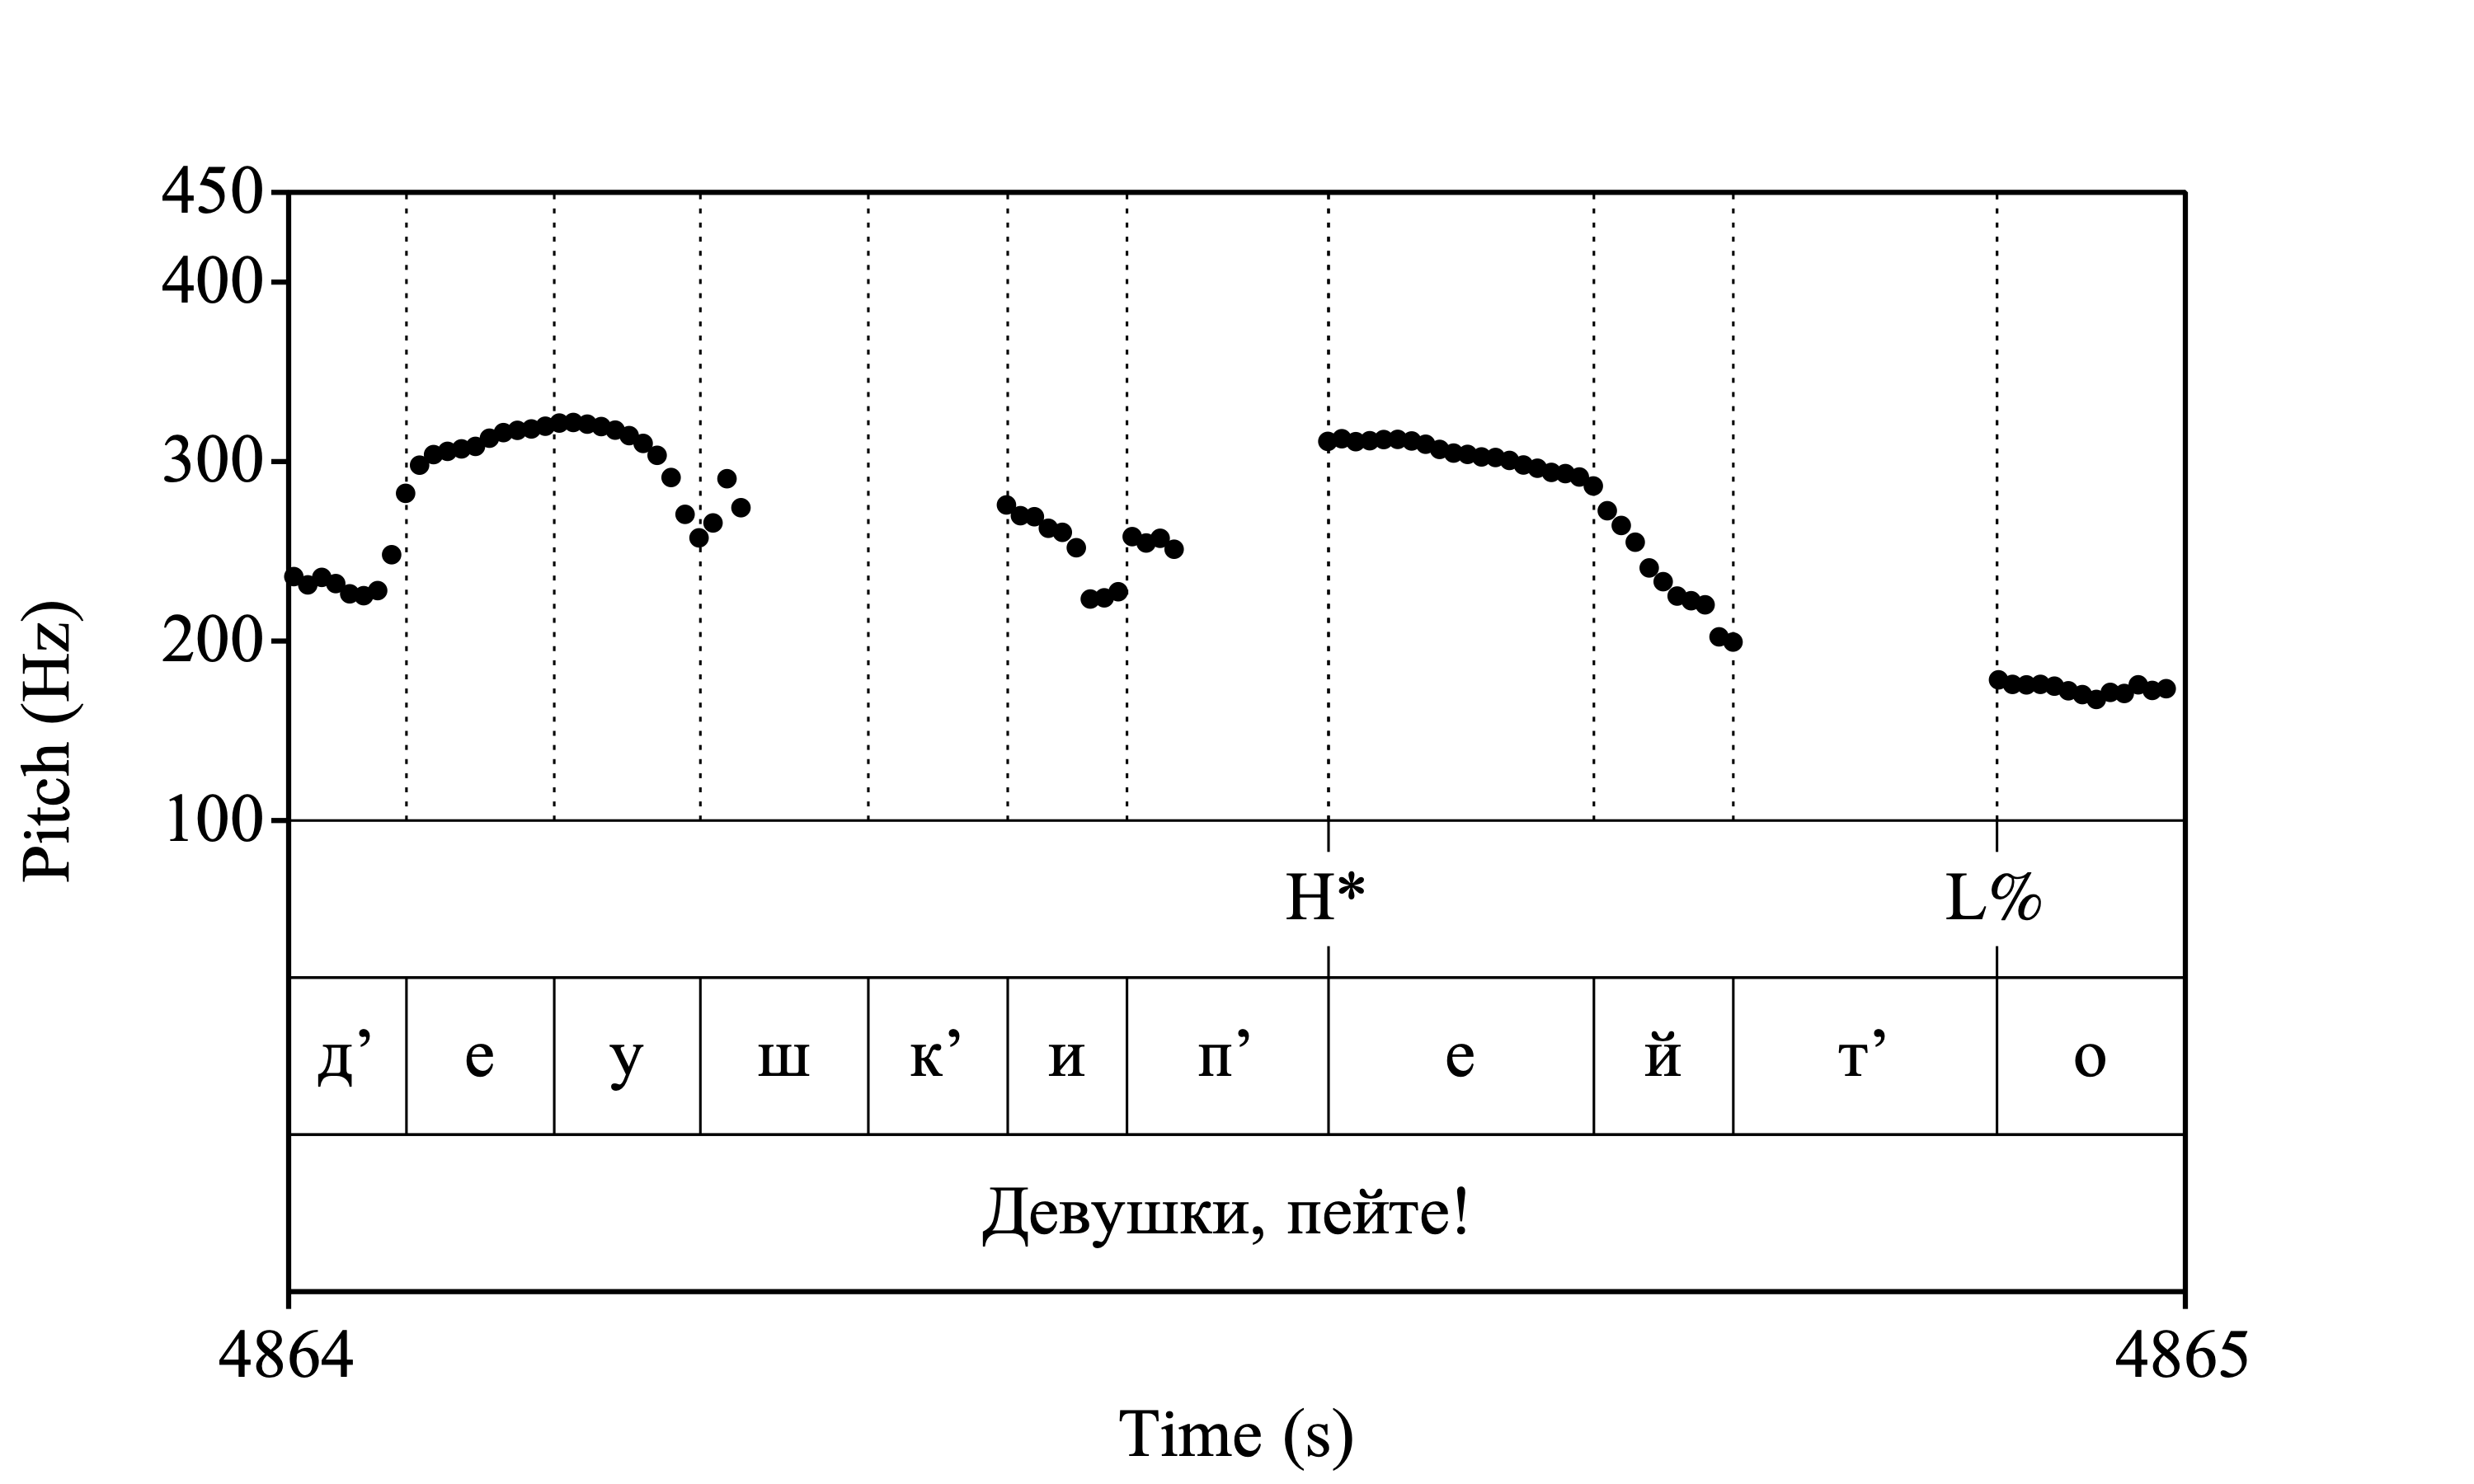 450
400
300
200
100
Pitch (Hz)
H* L%
д’ е у ш к’ и п’ е й т’ о
Девушки, пейте!
4864 4865
Time (s)